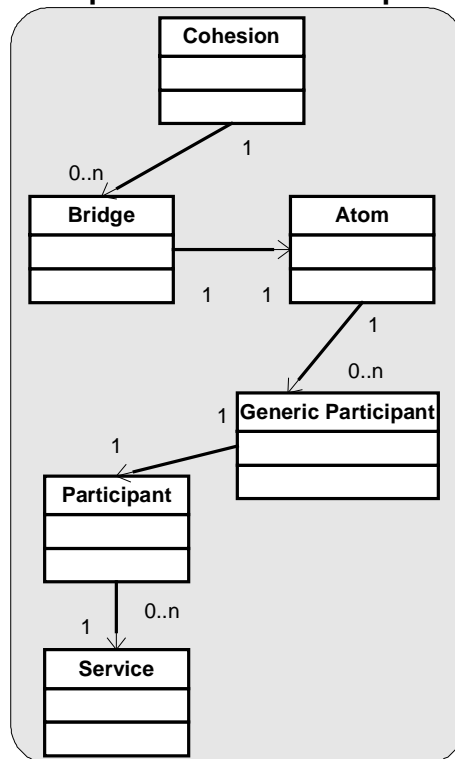 Cohesion
1
0..n
Bridge
Atom
1
1
1
0..n
Generic Participant
1
1
Participant
0..n
1
Service